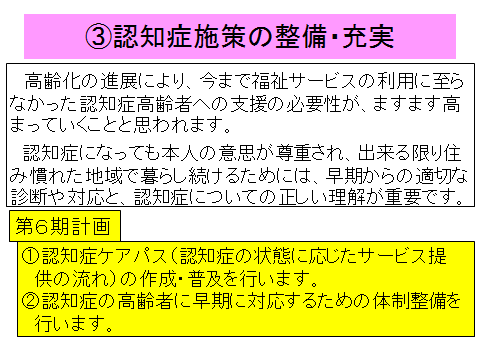 ③認知症施策の整備・充実
高齢化の進展により、今まで福祉サービスの利用に至ら
なかった認知症高齢者への支援の必要性が、ますます高
まっていくことと思われます。
認知症になっても本人の意思が尊重され、出来る限り住
み慣れた地域で暮らし続けるためには、早期からの適切な
診断や対応と、認知症についての正しい理解が重要です。
第６期計画
①認知症ケアパス（認知症の状態に応じたサービス提
供の流れ）の作成・普及を行います。
②認知症の高齢者に早期に対応するための体制整備を
行います。